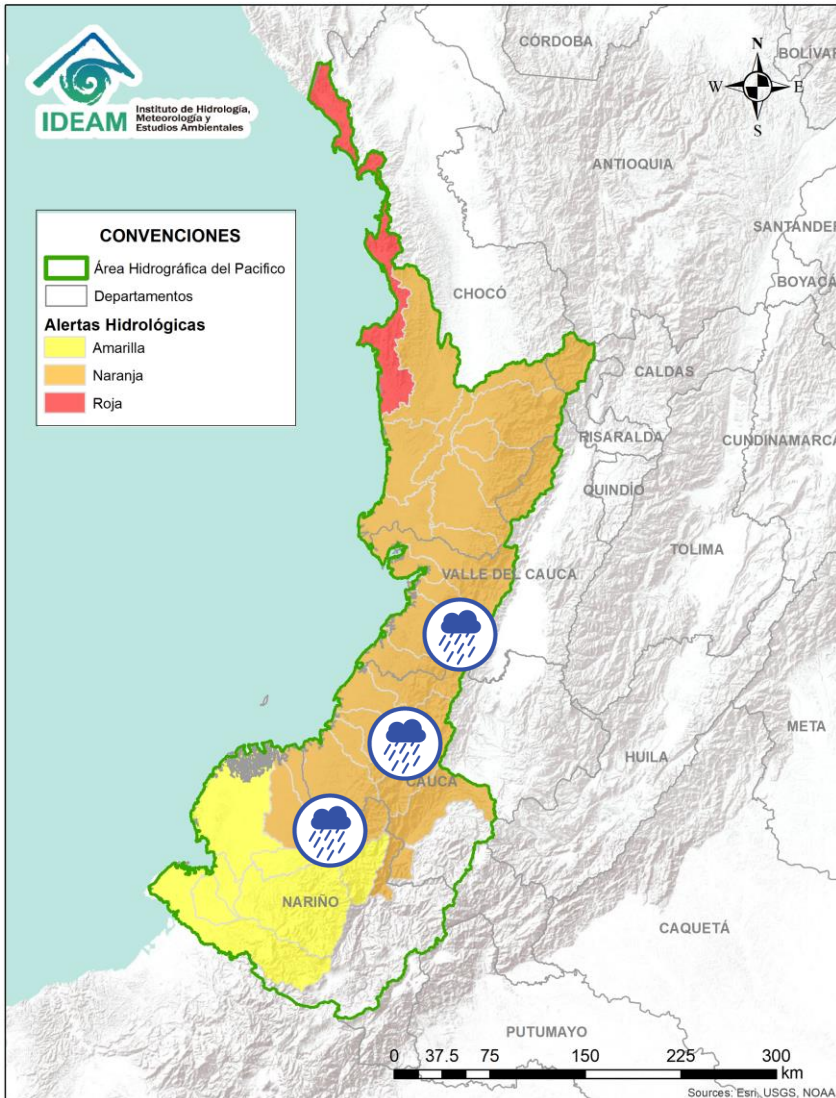 IDEAM
Instituto de Hidrología,
Meteorología y
Estudios Ambientales
CÓRDOBA
BOLÍVAR
N
W E
S
ANTIOQUIA
SANTANDER
BOYACÁ
CONVENCIONES
Área Hidrográfica del Pacifico
Departamentos
Alertas Hidrológicas
Amarilla
Naranja
Roja
CHOCÓ
CALDAS
RISARALDA
CUNDINAMARCA
QUINDÍO
TOLIMA
VALLE DEL CAUCA
META
HUILA
CAUCA
NARIÑO
CAQUETÁ
PUTUMAYO
0 37.5 75 150 225 300
km
Sources: Esri, USGS, NOAA